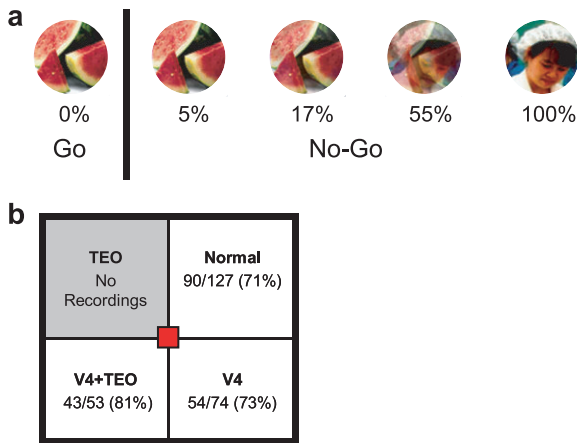 a
0% 5% 17% 55% 100%
Go No-Go
b
TEO
No
Recordings
Normal
90/127 (71%)
V4+TEO
43/53 (81%)
V4
54/74 (73%)